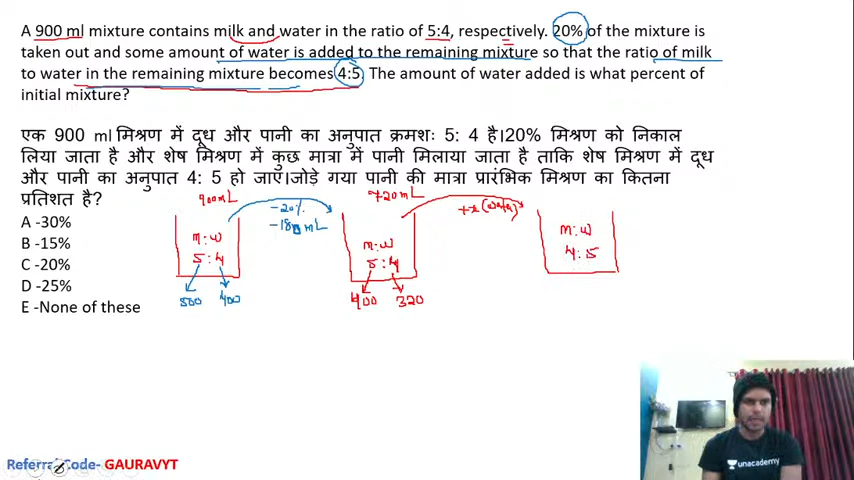 A 900 ml mixture contains milk and water in the ratio of 5:4, respectively. 20% of the mixture is
taken out and some amount of water is added to the remaining mixture so that the ratio of milk
to water in the remaining mixture becomes 4:5. The amount of water added is what percent of
initial mixture?
एक 900 ml मिश्रण में दूध और पानी का अनुपात क्रमशः 5: 4 है।20% मिश्रण को निकाल
लिया जाता है और शेष मिश्रण में कुछ मात्रा में पानी मिलाया जाता है ताकि शेष मिश्रण में दूध
और पानी का अनुपात 4: 5 हो जाए।जोड़े गया पानी की मात्रा प्रारंभिक मिश्रण का कितना
प्रतिशत है?
A -30%
B -15%
C -20%
D -25%
E -None of these
900mL
m:w
5:4
500 400
-20%
-180mL
720mL
m:w
5:4
400 320
m:w
4:5
unacademy
Referral Code- GAURAVYT